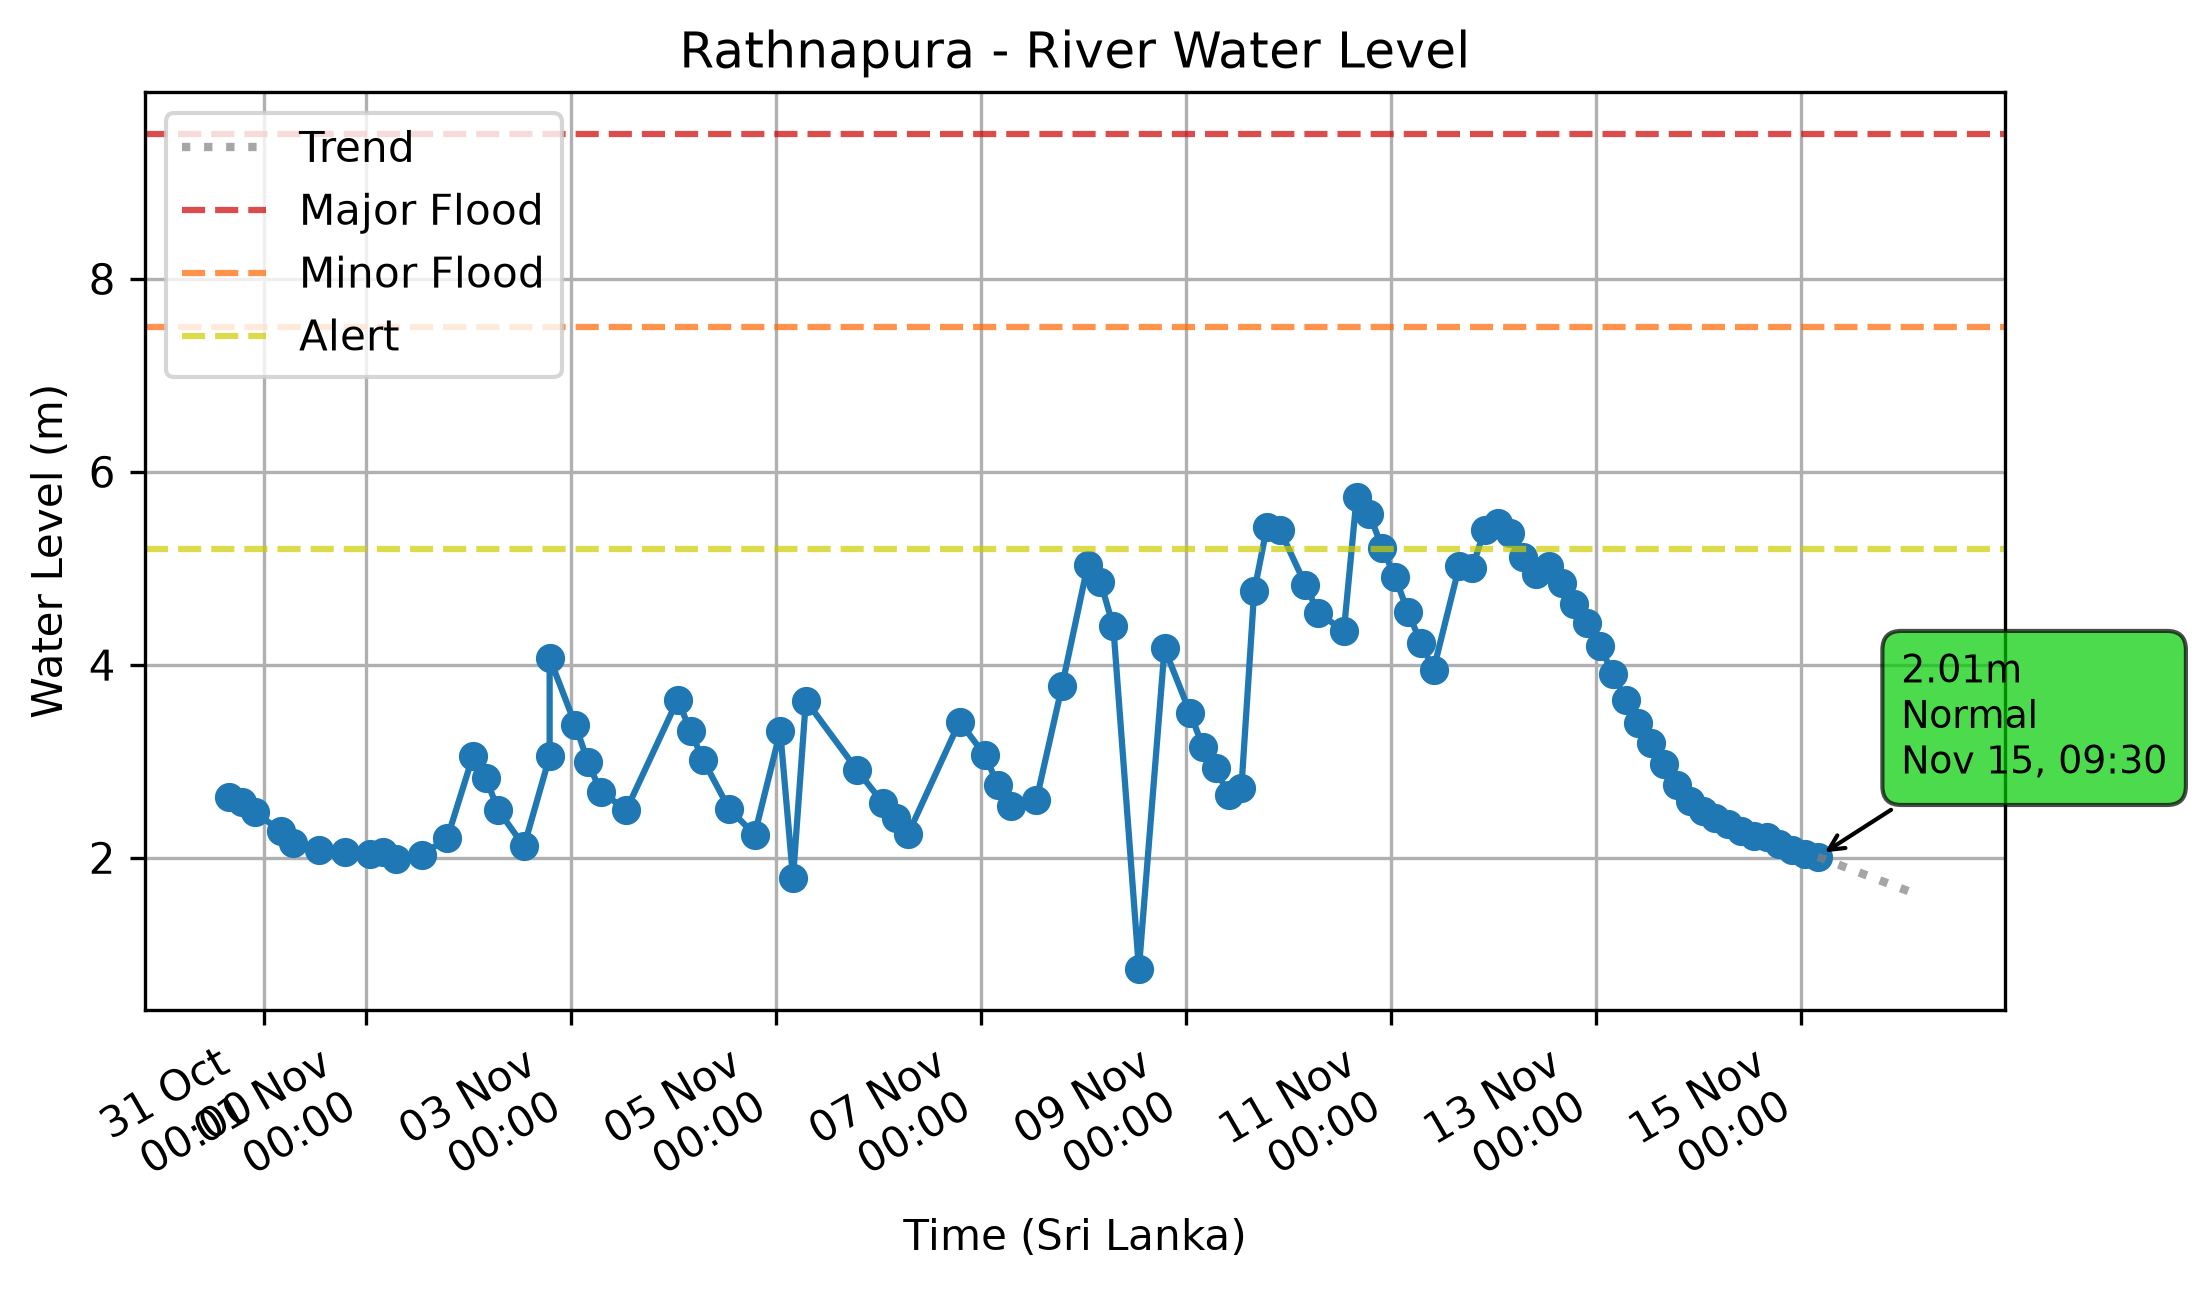 Rathnapura - River Water Level
Trend
Major Flood
Minor Flood
Alert
Water Level (m)
8
6
4
2
2.01m
Normal
Nov 15, 09:30
31 Oct
00:00
01 Nov
00:00
03 Nov
00:00
05 Nov
00:00
07 Nov
00:00
09 Nov
00:00
11 Nov
00:00
13 Nov
00:00
15 Nov
00:00
Time (Sri Lanka)